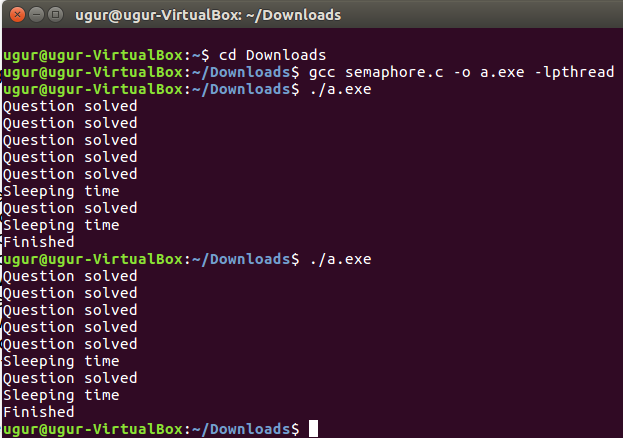 ugur@ugur-VirtualBox: ~/Downloads
ugur@ugur-VirtualBox:~$ cd Downloads
ugur@ugur-VirtualBox:~/Downloads$ gcc semaphore.c -o a.exe -lpthread
ugur@ugur-VirtualBox:~/Downloads$ ./a.exe
Question solved
Question solved
Question solved
Question solved
Question solved
Sleeping time
Question solved
Sleeping time
Finished
ugur@ugur-VirtualBox:~/Downloads$ ./a.exe
Question solved
Question solved
Question solved
Question solved
Question solved
Sleeping time
Question solved
Sleeping time
Finished
ugur@ugur-VirtualBox:~/Downloads$